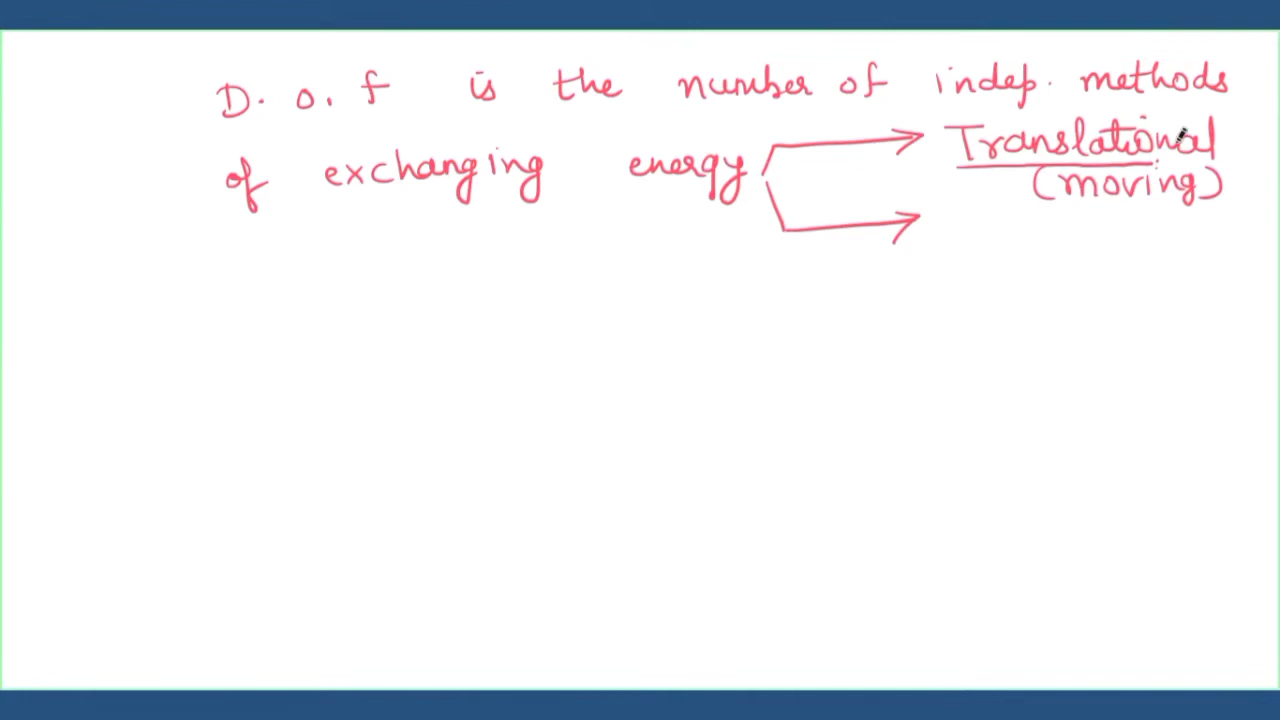 D. o. f is the number of indep. methods
of exchanging energy Translational
(moving)